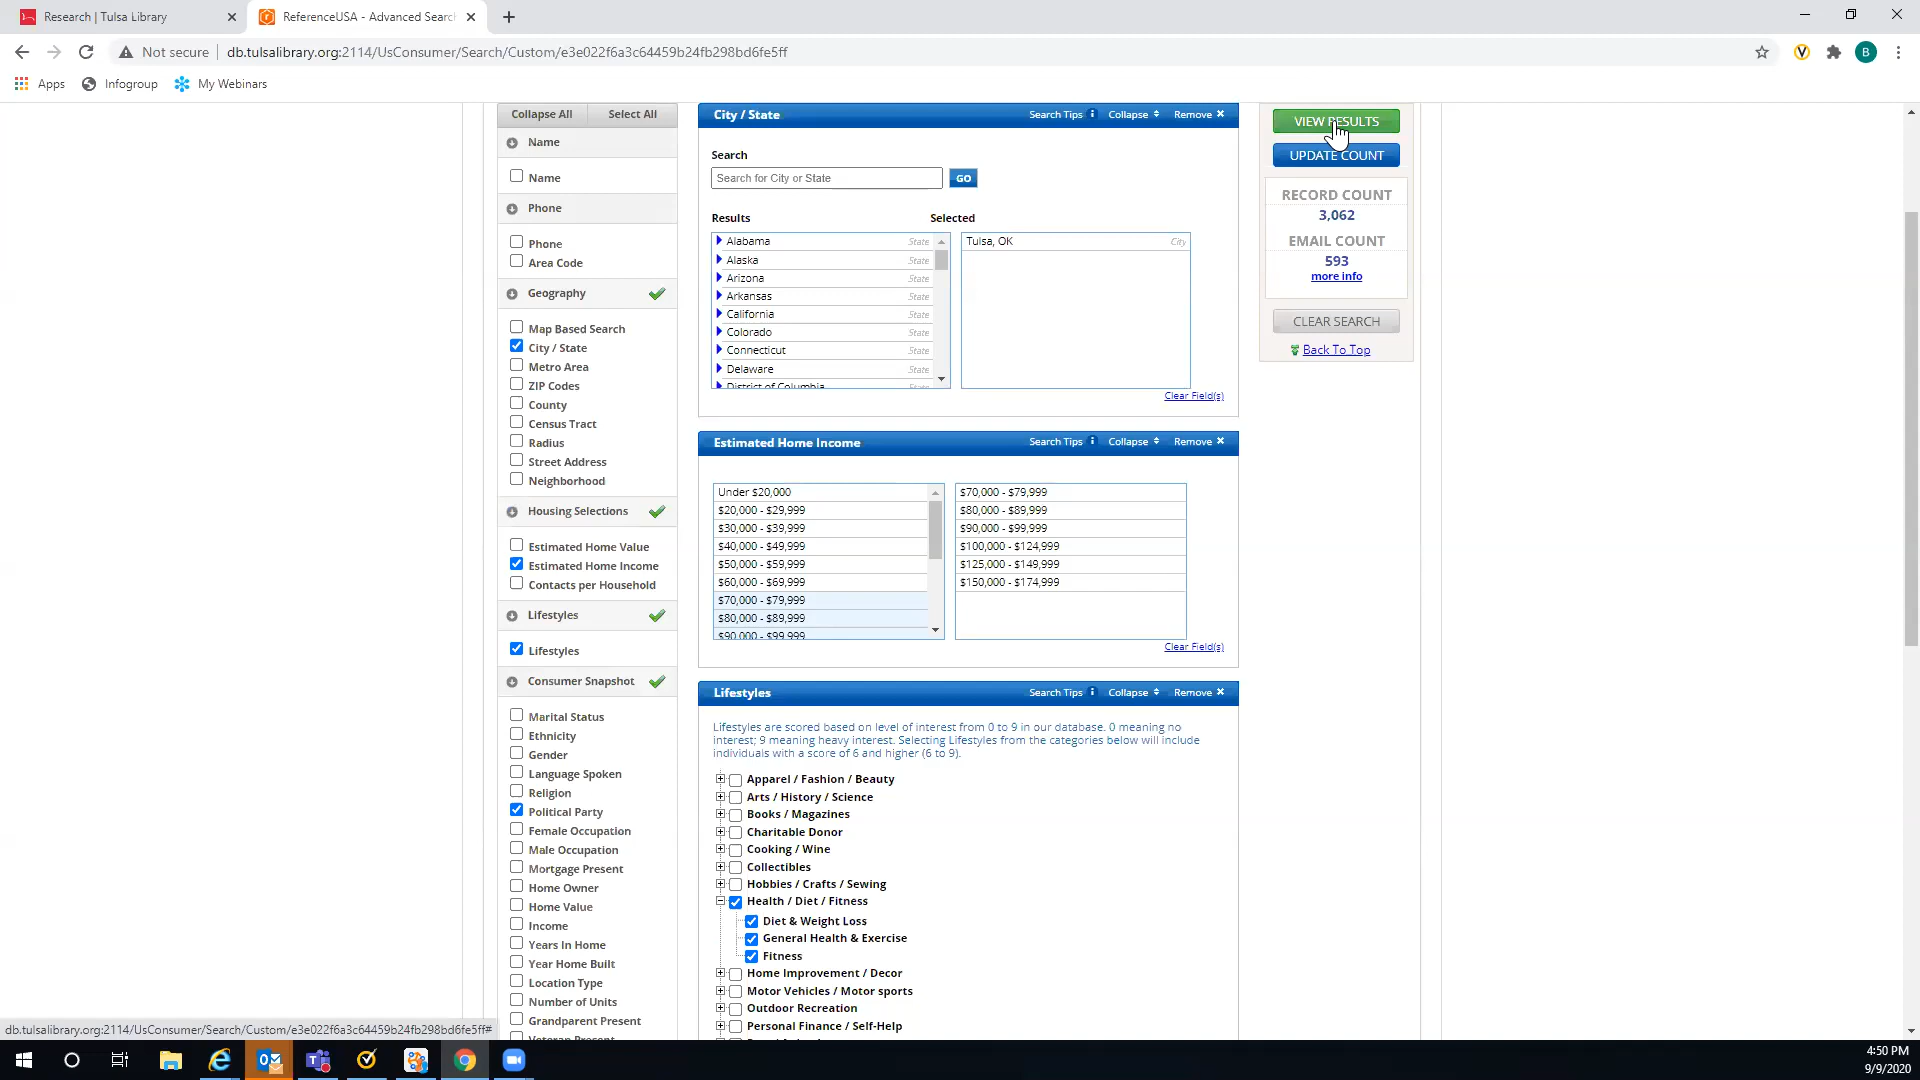 Research | Tulsa Library
ReferenceUSA - Advanced Searc
Not secure
db.tulsalibrary.org:2114/UsConsumer/Search/Custom/e3e022f6a3c64459b24fb298bd6fe5ff
B
Apps
Infogroup
My Webinars
Collapse All
Select All
Name
Name
Phone
Phone
Area Code
Geography
Map Based Search
City / State
Metro Area
ZIP Codes
County
Census Tract
Radius
Street Address
Neighborhood
Housing Selections
Estimated Home Value
Estimated Home Income
Contacts per Household
Lifestyles
Lifestyles
Consumer Snapshot
Marital Status
Ethnicity
Gender
Language Spoken
Religion
Political Party
Female Occupation
Male Occupation
Mortgage Present
Home Owner
Home Value
Income
Years In Home
Year Home Built
Location Type
Number of Units
Grandparent Present
Veteran Present
City / State
Search Tips
Collapse
Remove
Search
Search for City or State
GO
Results
Selected
Alabama State
Alaska State
Arizona State
Arkansas State
California State
Colorado State
Connecticut State
Delaware State
District of Columbia State
Tulsa, OK City
Clear Field(s)
Estimated Home Income
Search Tips
Collapse
Remove
Under $20,000
$20,000 - $29,999
$30,000 - $39,999
$40,000 - $49,999
$50,000 - $59,999
$60,000 - $69,999
$70,000 - $79,999
$80,000 - $89,999
$90,000 - $99,999
$70,000 - $79,999
$80,000 - $89,999
$90,000 - $99,999
$100,000 - $124,999
$125,000 - $149,999
$150,000 - $174,999
Clear Field(s)
Lifestyles
Search Tips
Collapse
Remove
Lifestyles are scored based on level of interest from 0 to 9 in our database. 0 meaning no
interest; 9 meaning heavy interest. Selecting Lifestyles from the categories below will include
individuals with a score of 6 and higher (6 to 9).
Apparel / Fashion / Beauty
Arts / History / Science
Books / Magazines
Charitable Donor
Cooking / Wine
Collectibles
Hobbies / Crafts / Sewing
Health / Diet / Fitness
Diet & Weight Loss
General Health & Exercise
Fitness
Home Improvement / Decor
Motor Vehicles / Motor sports
Outdoor Recreation
Personal Finance / Self-Help
VIEW RESULTS
UPDATE COUNT
RECORD COUNT
3,062
EMAIL COUNT
593
more info
CLEAR SEARCH
Back To Top
db.tulsalibrary.org:2114/UsConsumer/Search/Custom/e3e022f6a3c64459b24fb298bd6fe5ff#
4:50 PM
9/9/2020